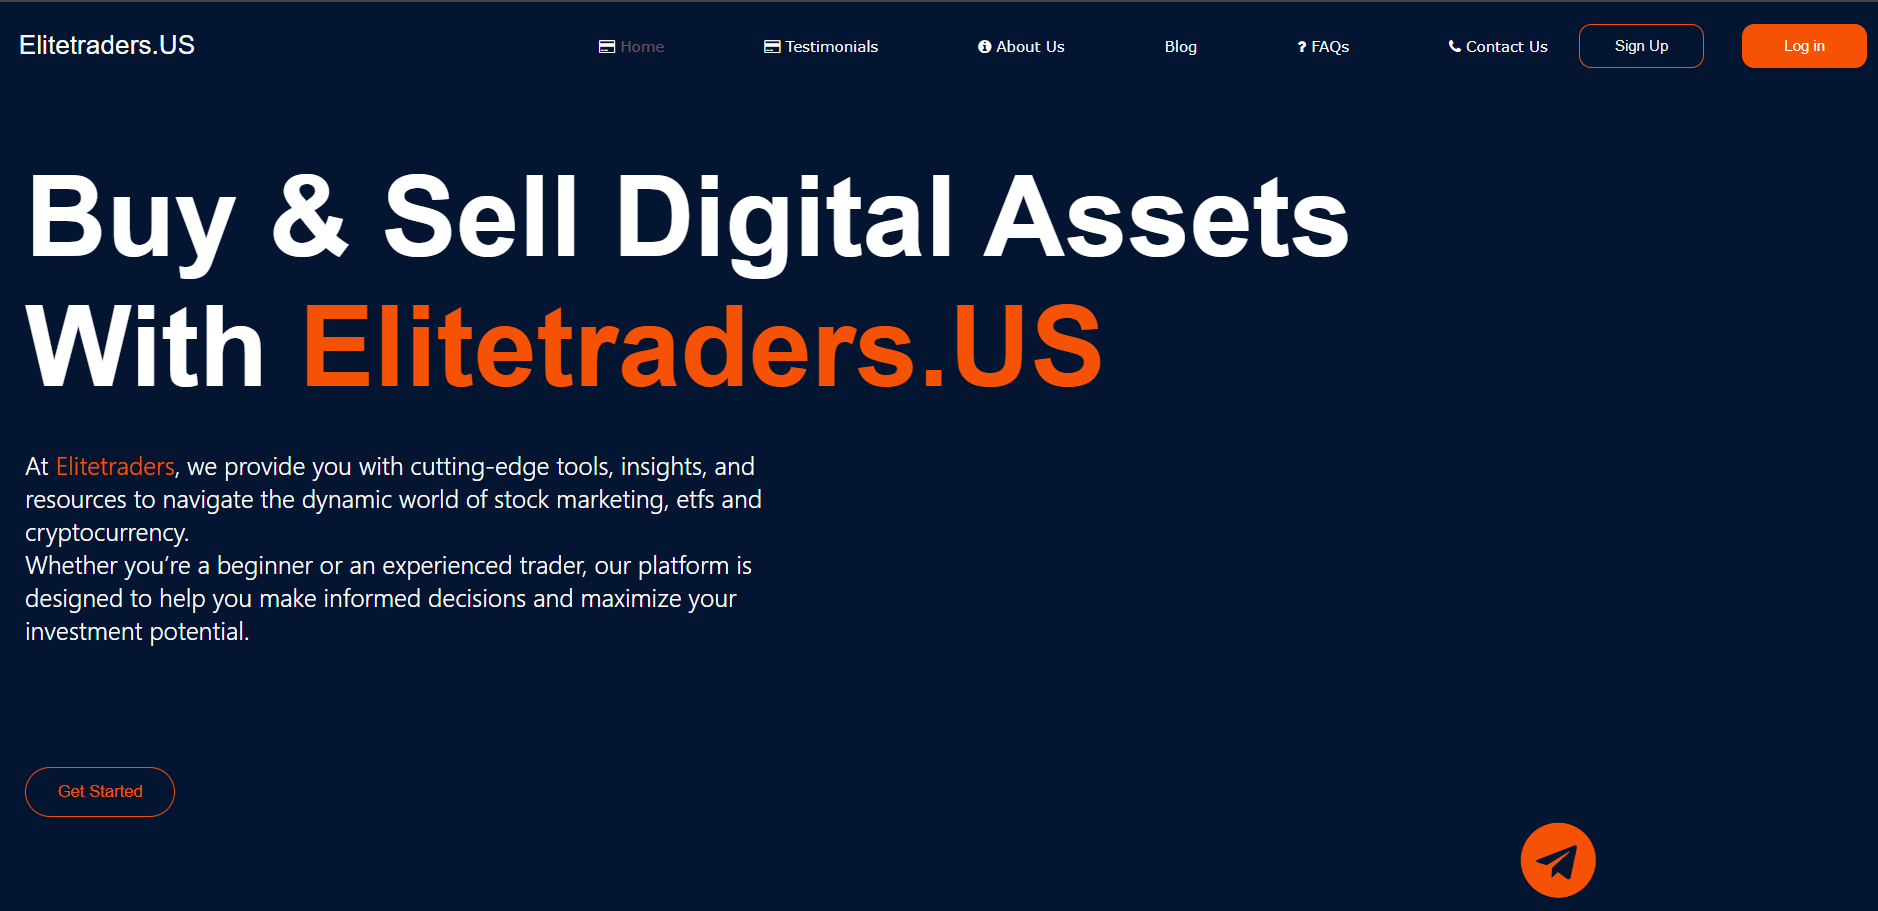 Elitetraders.US
Home
Testimonials
About Us
Blog
? FAQs
Contact Us
Sign Up
Log in
Buy & Sell Digital Assets
With Elitetraders.US
At Elitetraders, we provide you with cutting-edge tools, insights, and
resources to navigate the dynamic world of stock marketing, etfs and
cryptocurrency.
Whether you’re a beginner or an experienced trader, our platform is
designed to help you make informed decisions and maximize your
investment potential.
Get Started